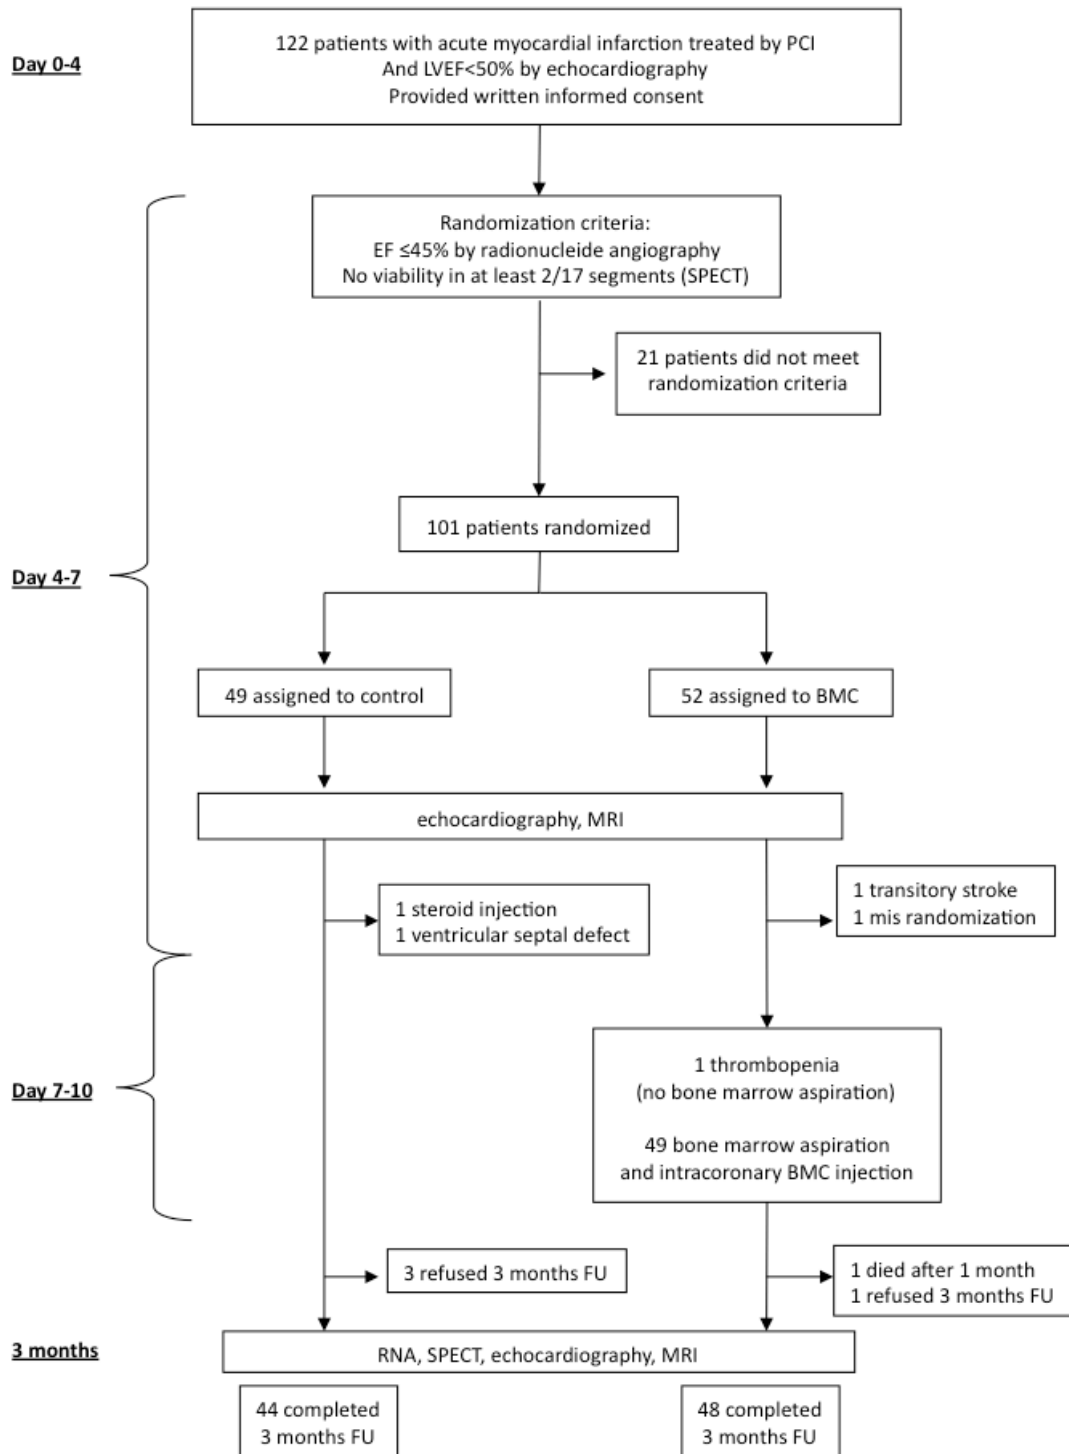 Day 0-4
122 patients with acute myocardial infarction treated by PCI
And LVEF<50% by echocardiography
Provided written informed consent
Randomization criteria:
EF ≤45% by radionucleide angiography
No viability in at least 2/17 segments (SPECT)
21 patients did not meet
randomization criteria
101 patients randomized
Day 4-7
49 assigned to control
52 assigned to BMC
echocardiography, MRI
1 steroid injection
1 ventricular septal defect
1 transitory stroke
1 mis randomization
Day 7-10
1 thrombopenia
(no bone marrow aspiration)
49 bone marrow aspiration
and intracoronary BMC injection
3 refused 3 months FU
1 died after 1 month
1 refused 3 months FU
3 months
RNA, SPECT, echocardiography, MRI
44 completed
3 months FU
48 completed
3 months FU